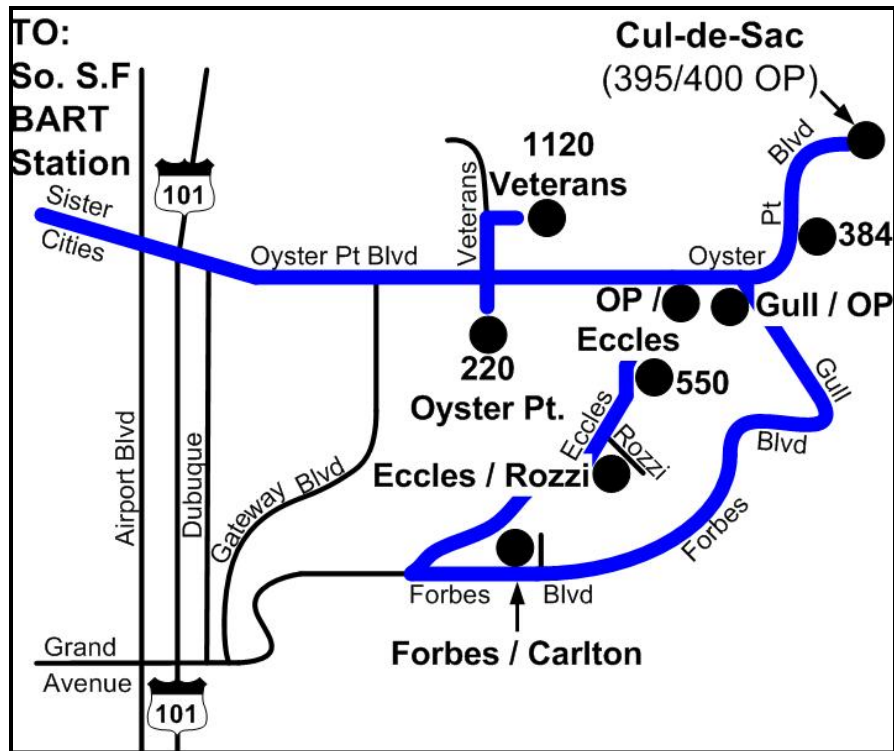 TO:
So. S.F
BART
Station
Cul-de-Sac
(395/400 OP)
101
Sister
Cities
Oyster Pt Blvd
Veterans
1120
Veterans
Oyster
Pt
Blvd
384
OP /
Eccles
Gull / OP
220
Oyster Pt.
550
Gull
Blvd
Forbes
Eccles
Rozzi
Eccles / Rozzi
Airport Blvd
Dubuque
Gateway Blvd
Forbes Blvd
Forbes / Carlton
Grand
Avenue
101